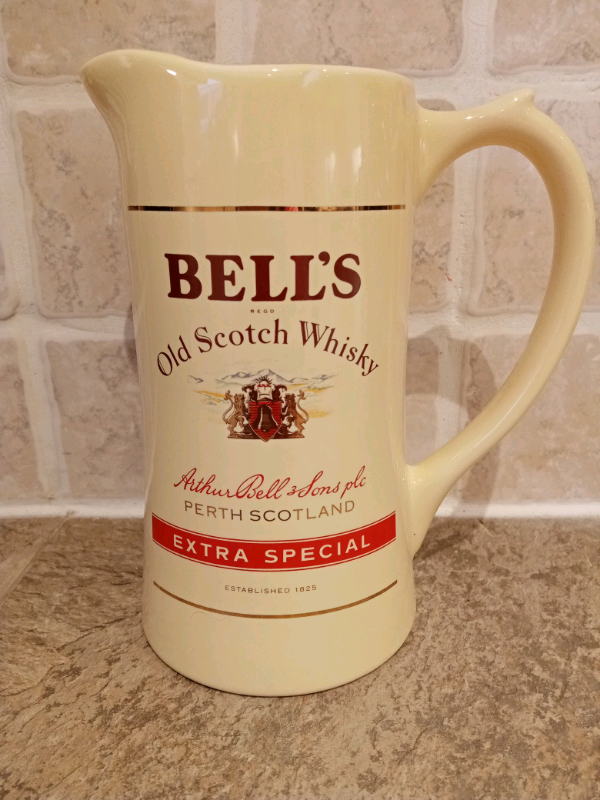 BELL'S
REGD
Old Scotch Whisky
Arthur Bell & Sons plc
PERTH SCOTLAND
EXTRA SPECIAL
ESTABLISHED 1825